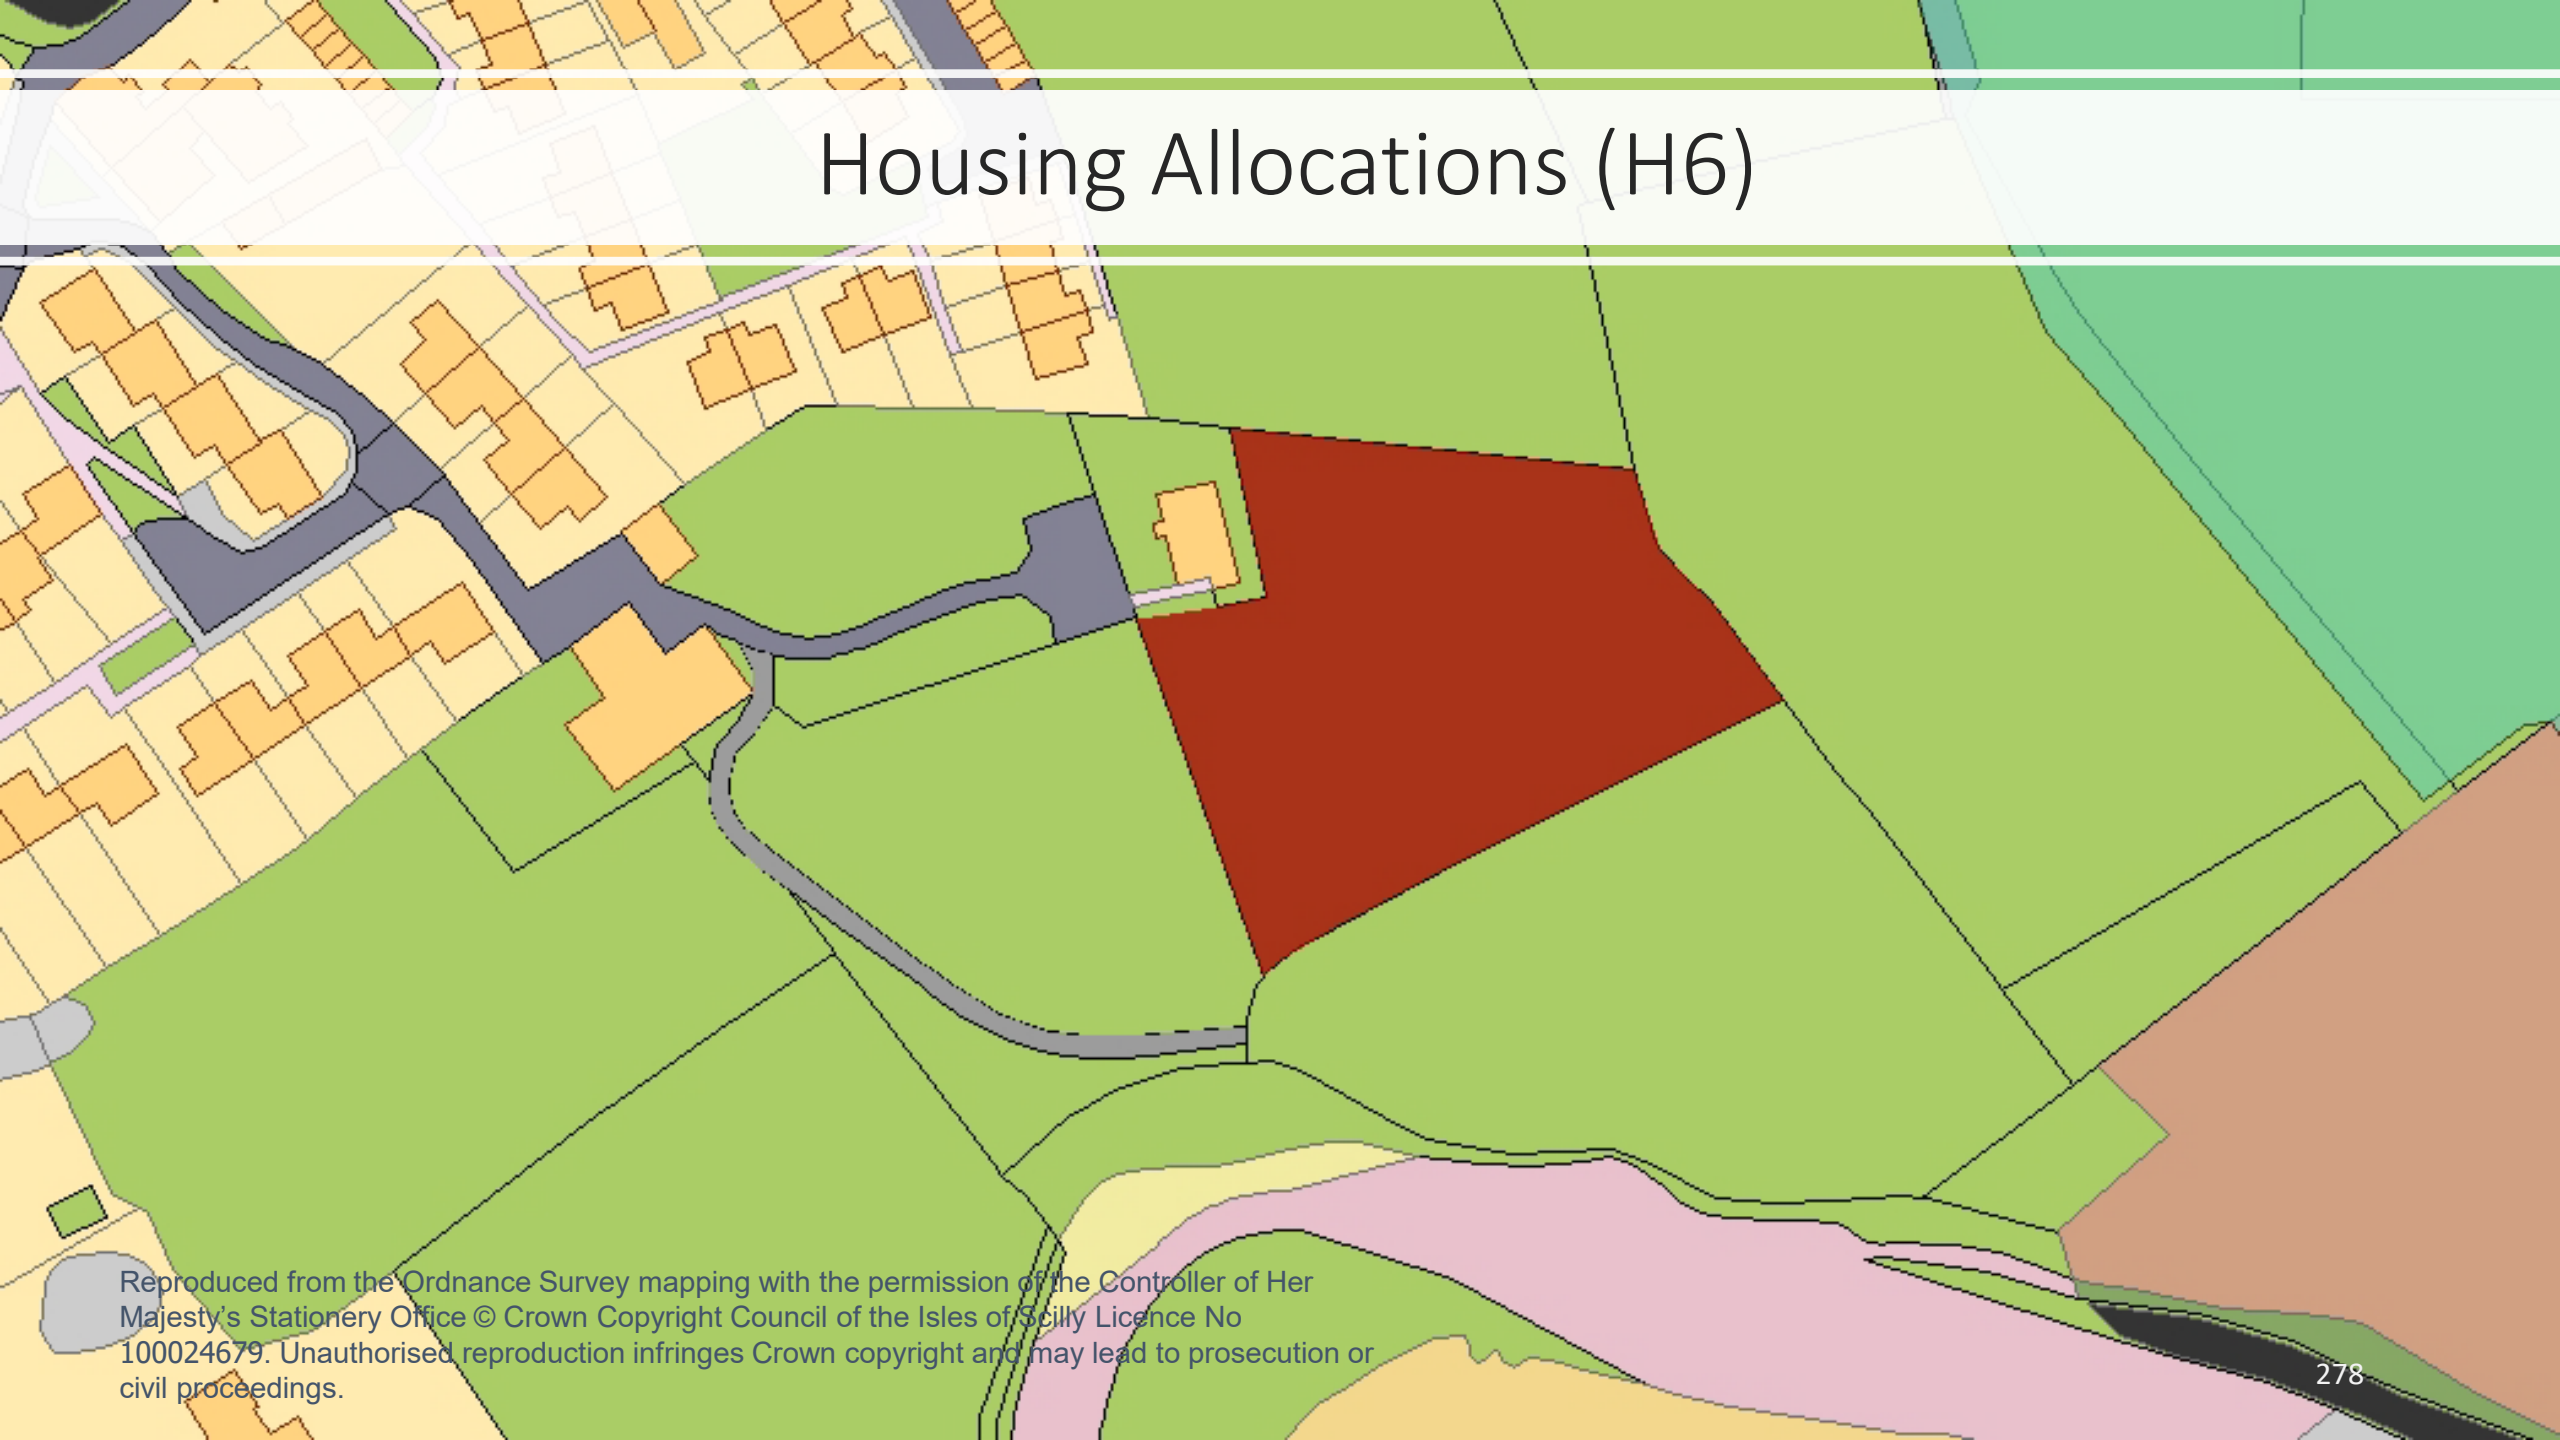 Housing Allocations (H6)
Reproduced from the Ordnance Survey mapping with the permission of the Controller of Her
Majesty’s Stationery Office © Crown Copyright Council of the Isles of Scilly Licence No
100024679. Unauthorised reproduction infringes Crown copyright and may lead to prosecution or
civil proceedings.
278